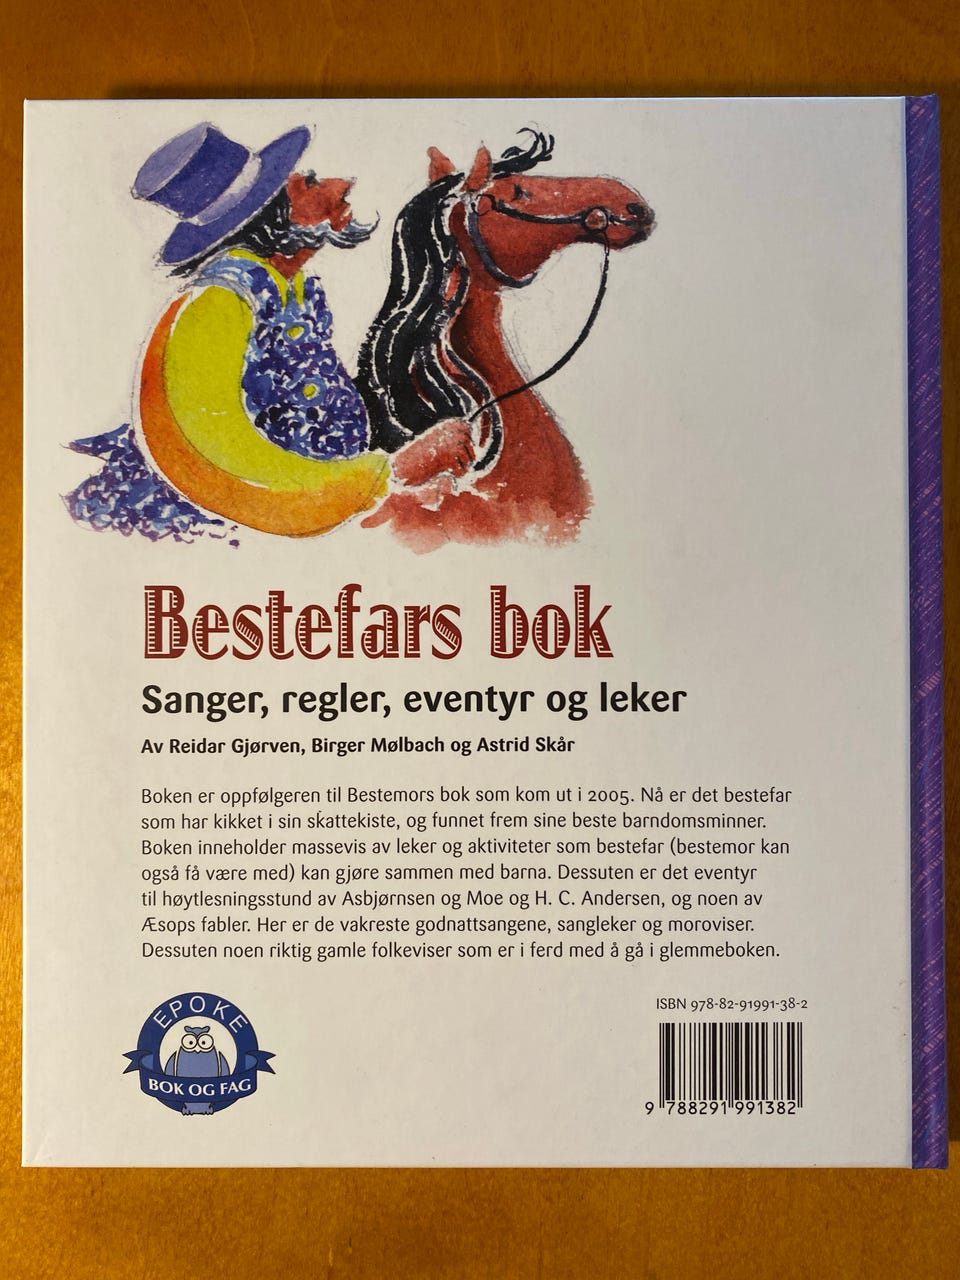 Bestefars bok
Sanger, regler, eventyr og leker
Av Reidar Gjørven, Birger Mølbach og Astrid Skår
Boken er oppfølgeren til Bestemors bok som kom ut i 2005. Nå er det bestefar
som har kikket i sin skattekiste, og funnet frem sine beste barndomsminner.
Boken inneholder massevis av leker og aktiviteter som bestefar (bestemor kan
også få være med) kan gjøre sammen med barna. Dessuten er det eventyr
til høytlesningsstund av Asbjørnsen og Moe og H. C. Andersen, og noen av
Æsops fabler. Her er de vakreste godnattsangene, sangleker og moroviser.
Dessuten noen riktig gamle folkeviser som er i ferd med å gå i glemmeboken.
EPOKE
BOK OG FAG
ISBN 978-82-91991-38-2
9 788291 991382